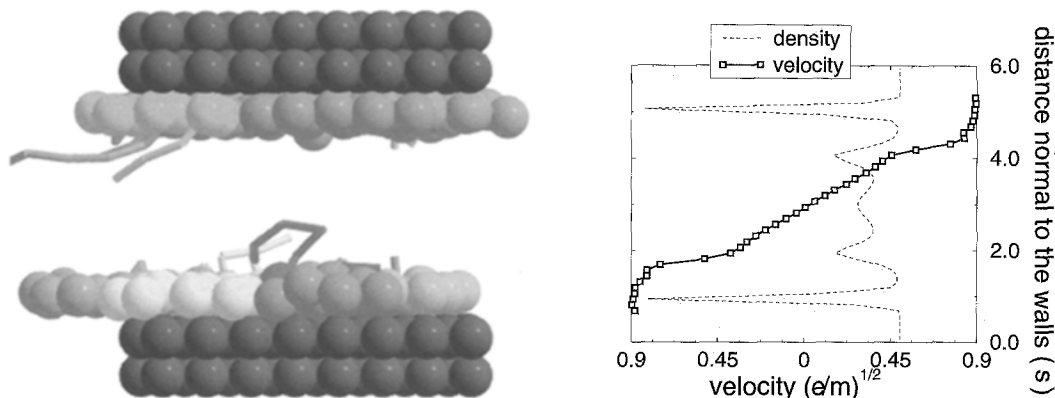 density
velocity
6.0
4.0
2.0
0.0
0.9 0.45 0 0.45 0.9
velocity (e/m)^1/2
distance normal to the walls (s)